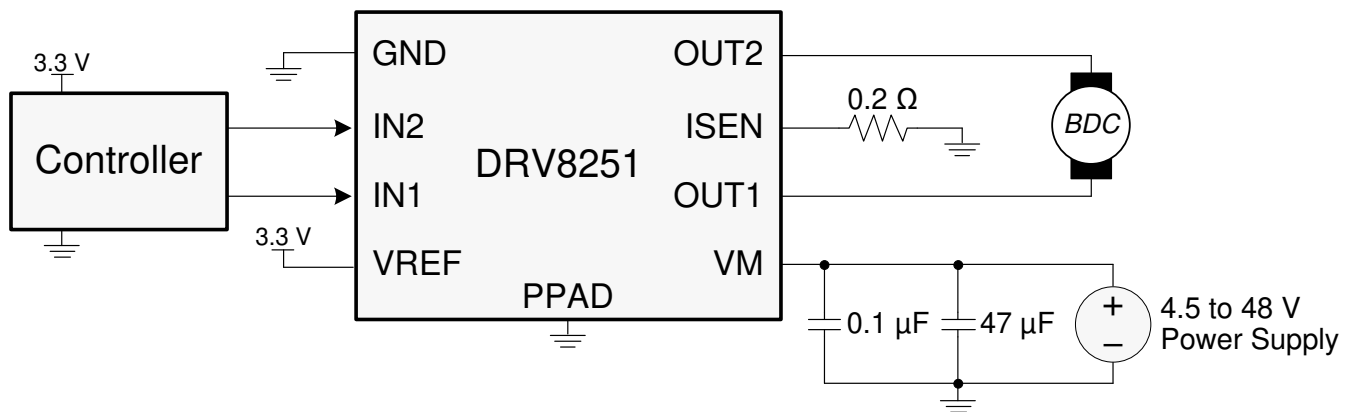 3.3 V
Controller
3.3 V
GND
IN2
IN1
VREF
DRV8251
PPAD
OUT2
ISEN
OUT1
VM
0.2 Ω
BDC
0.1 µF
47 µF
+
–
4.5 to 48 V
Power Supply